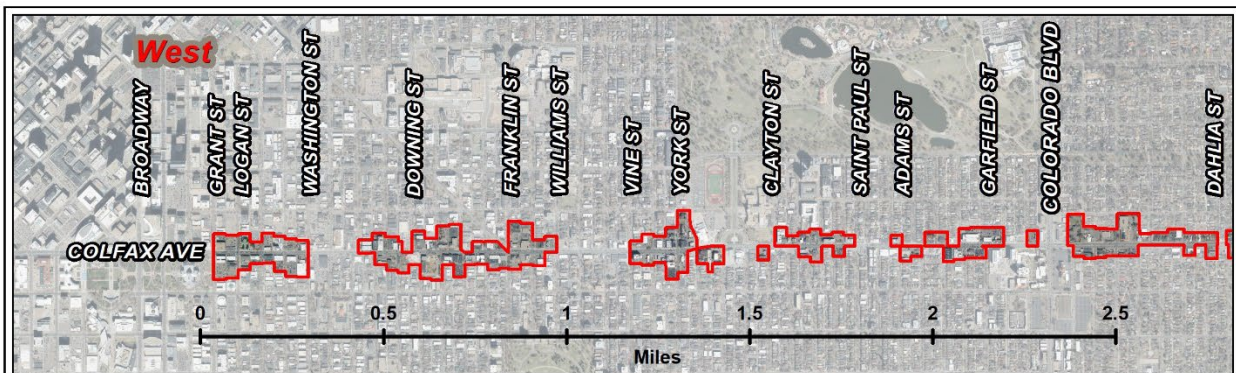 West
BROADWAY
GRANT ST
LOGAN ST
WASHINGTON ST
DOWNING ST
FRANKLIN ST
WILLIAMS ST
VINE ST
YORK ST
CLAYTON ST
SAINT PAUL ST
ADAMS ST
GARFIELD ST
COLORADO BLVD
DAHLIA ST
COLFAX AVE
0 0.5 1 1.5 2 2.5
Miles